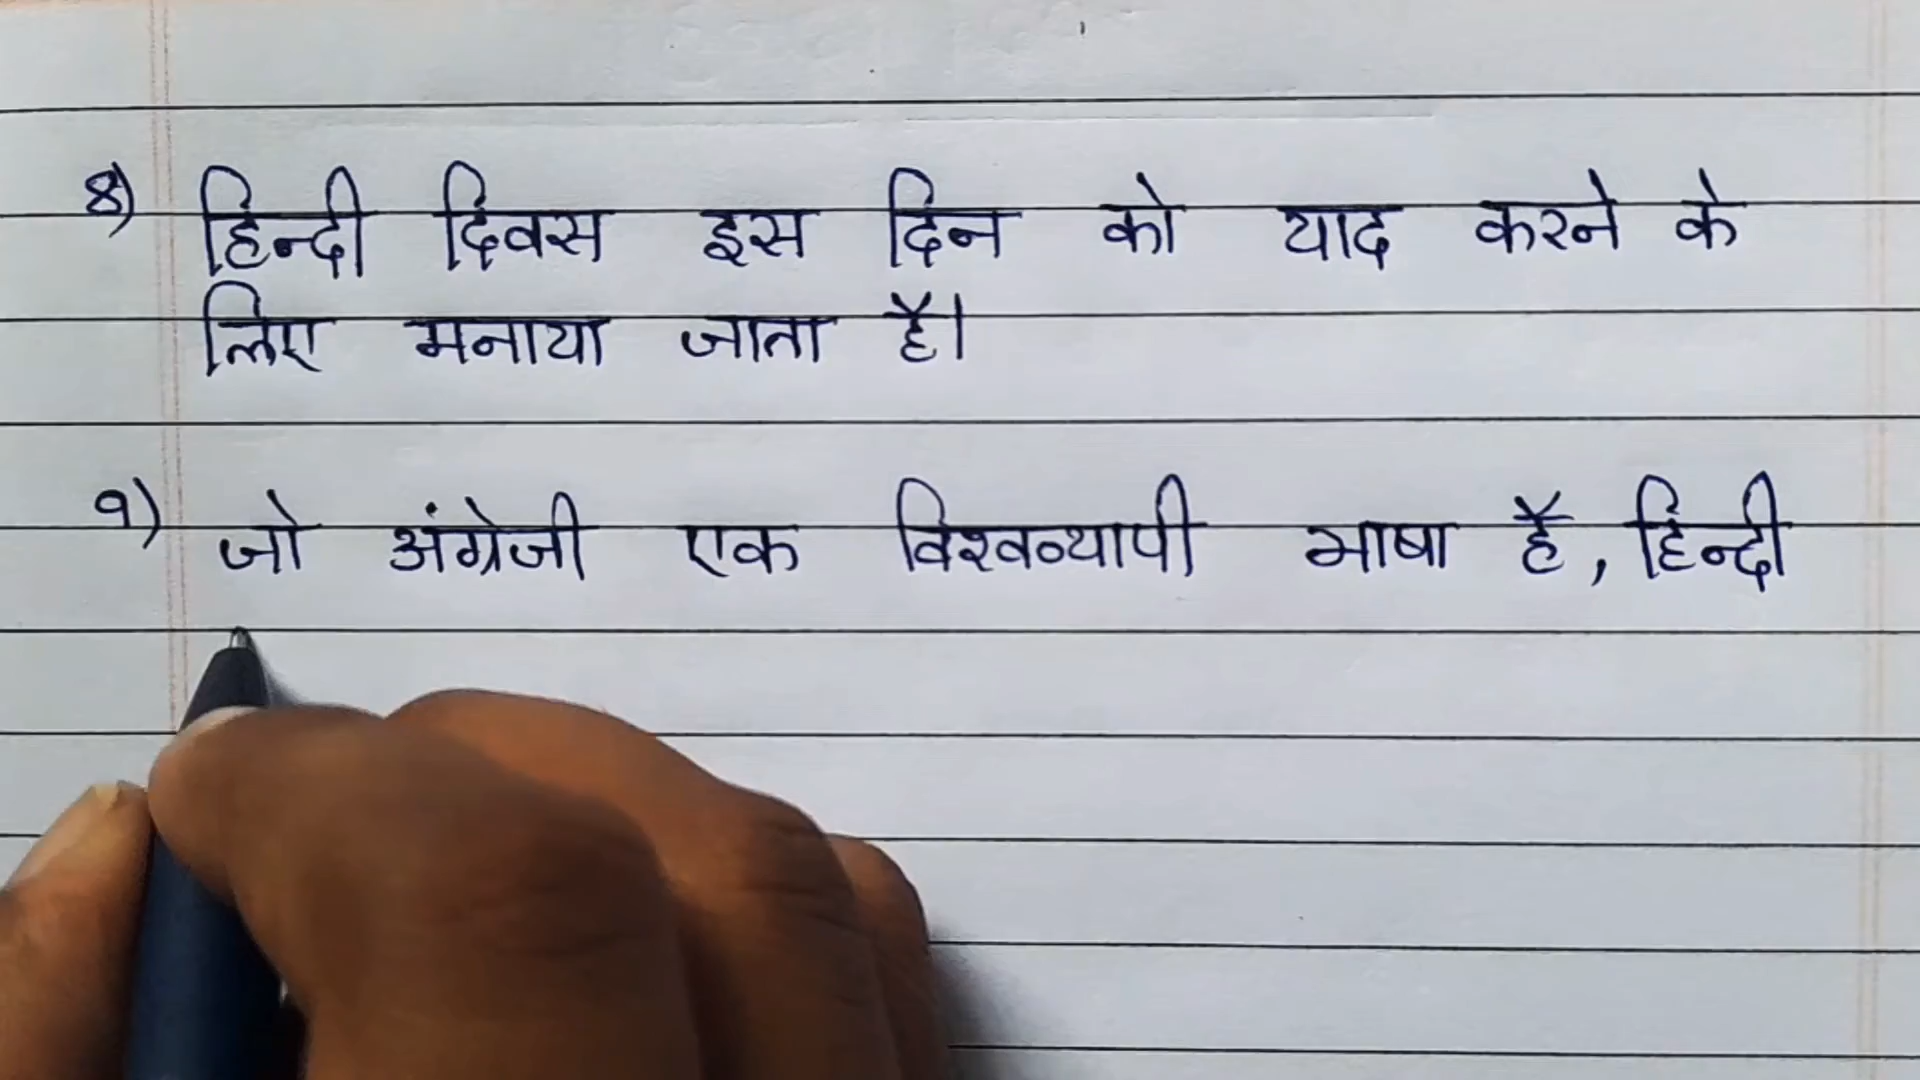 8) हिन्दी दिवस इस दिन को याद करने के
लिए मनाया जाता है।
9) जो अंग्रेजी एक विश्वव्यापी भाषा है, हिन्दी